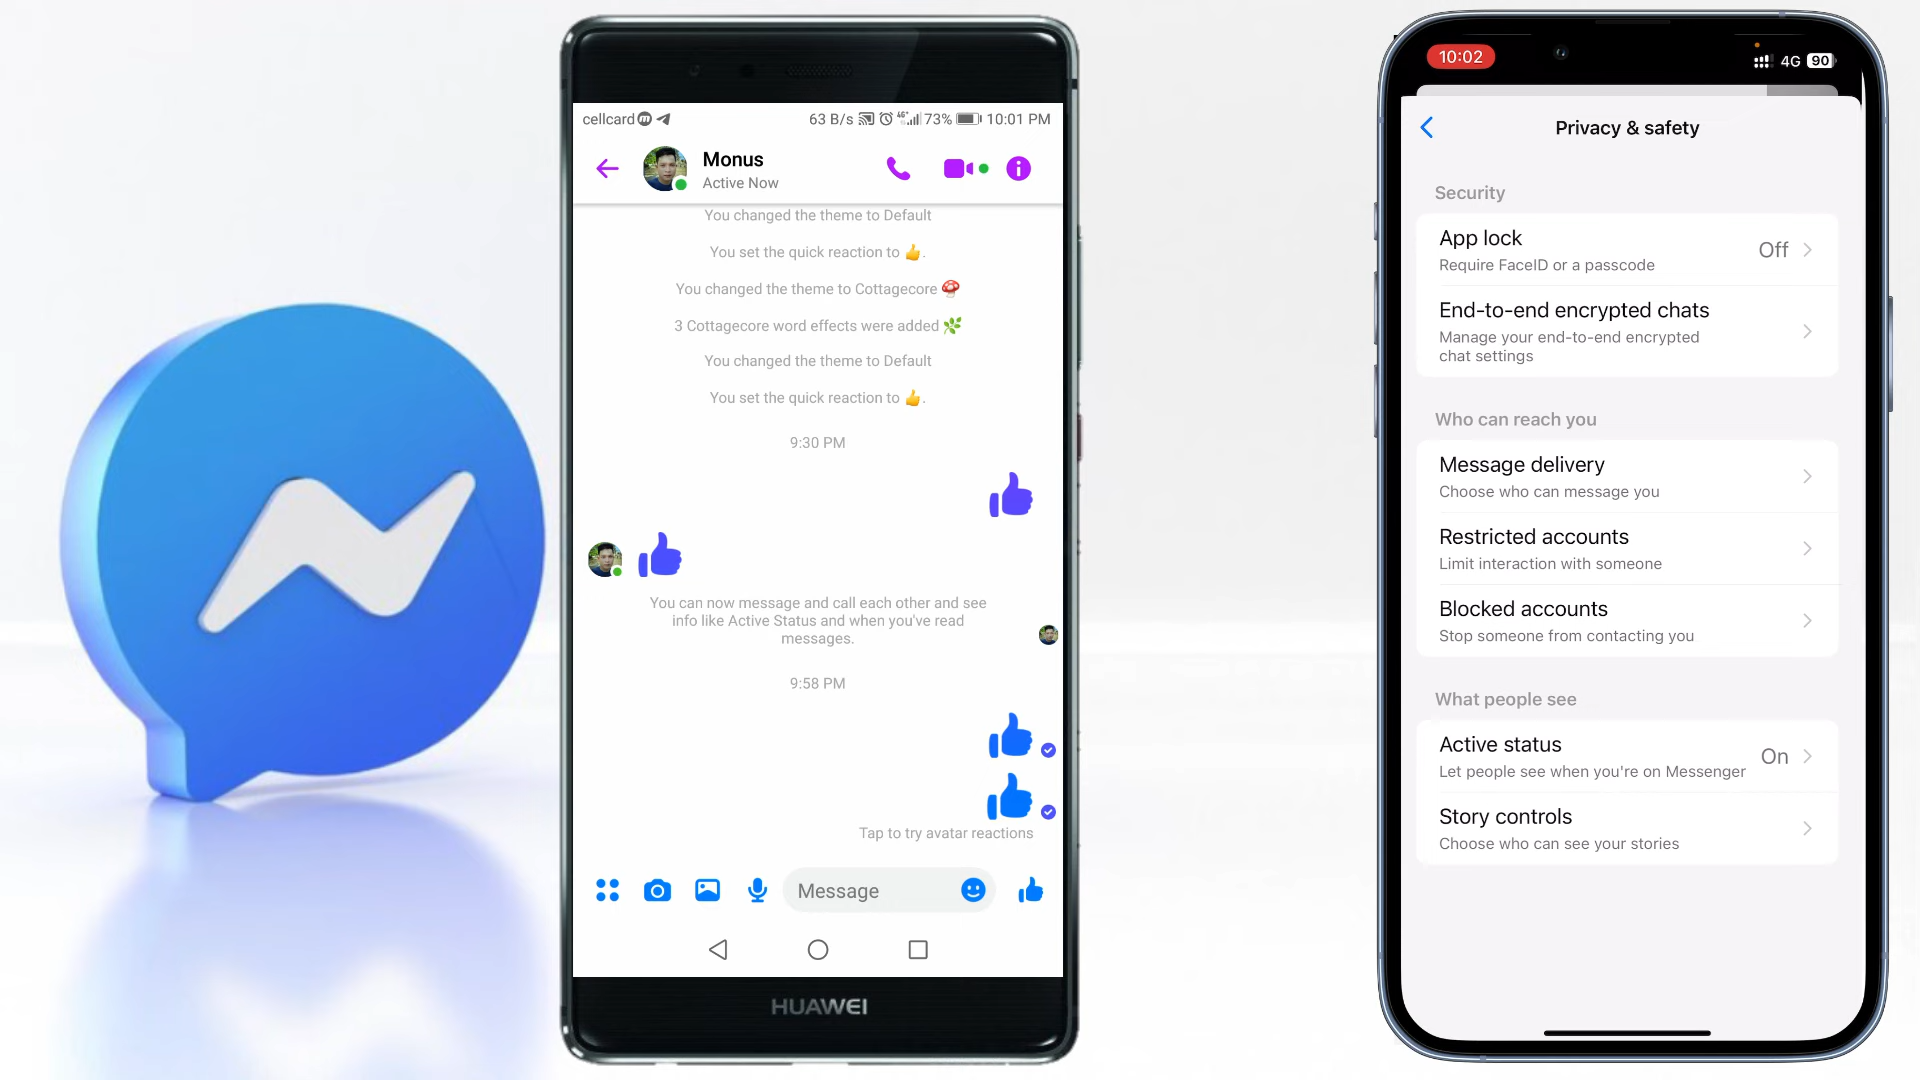 cellcard
63 B/s 4G 73% 10:01 PM
Monus
Active Now
You changed the theme to Default
You set the quick reaction to 👍.
You changed the theme to Cottagecore 🍄
3 Cottagecore word effects were added 🌿
You changed the theme to Default
You set the quick reaction to 👍.
9:30 PM
You can now message and call each other and see
info like Active Status and when you've read
messages.
9:58 PM
Tap to try avatar reactions
Message
HUAWEI
10:02
4G 90
Privacy & safety
Security
App lock
Require FaceID or a passcode
Off
End-to-end encrypted chats
Manage your end-to-end encrypted
chat settings
Who can reach you
Message delivery
Choose who can message you
Restricted accounts
Limit interaction with someone
Blocked accounts
Stop someone from contacting you
What people see
Active status
Let people see when you're on Messenger
On
Story controls
Choose who can see your stories